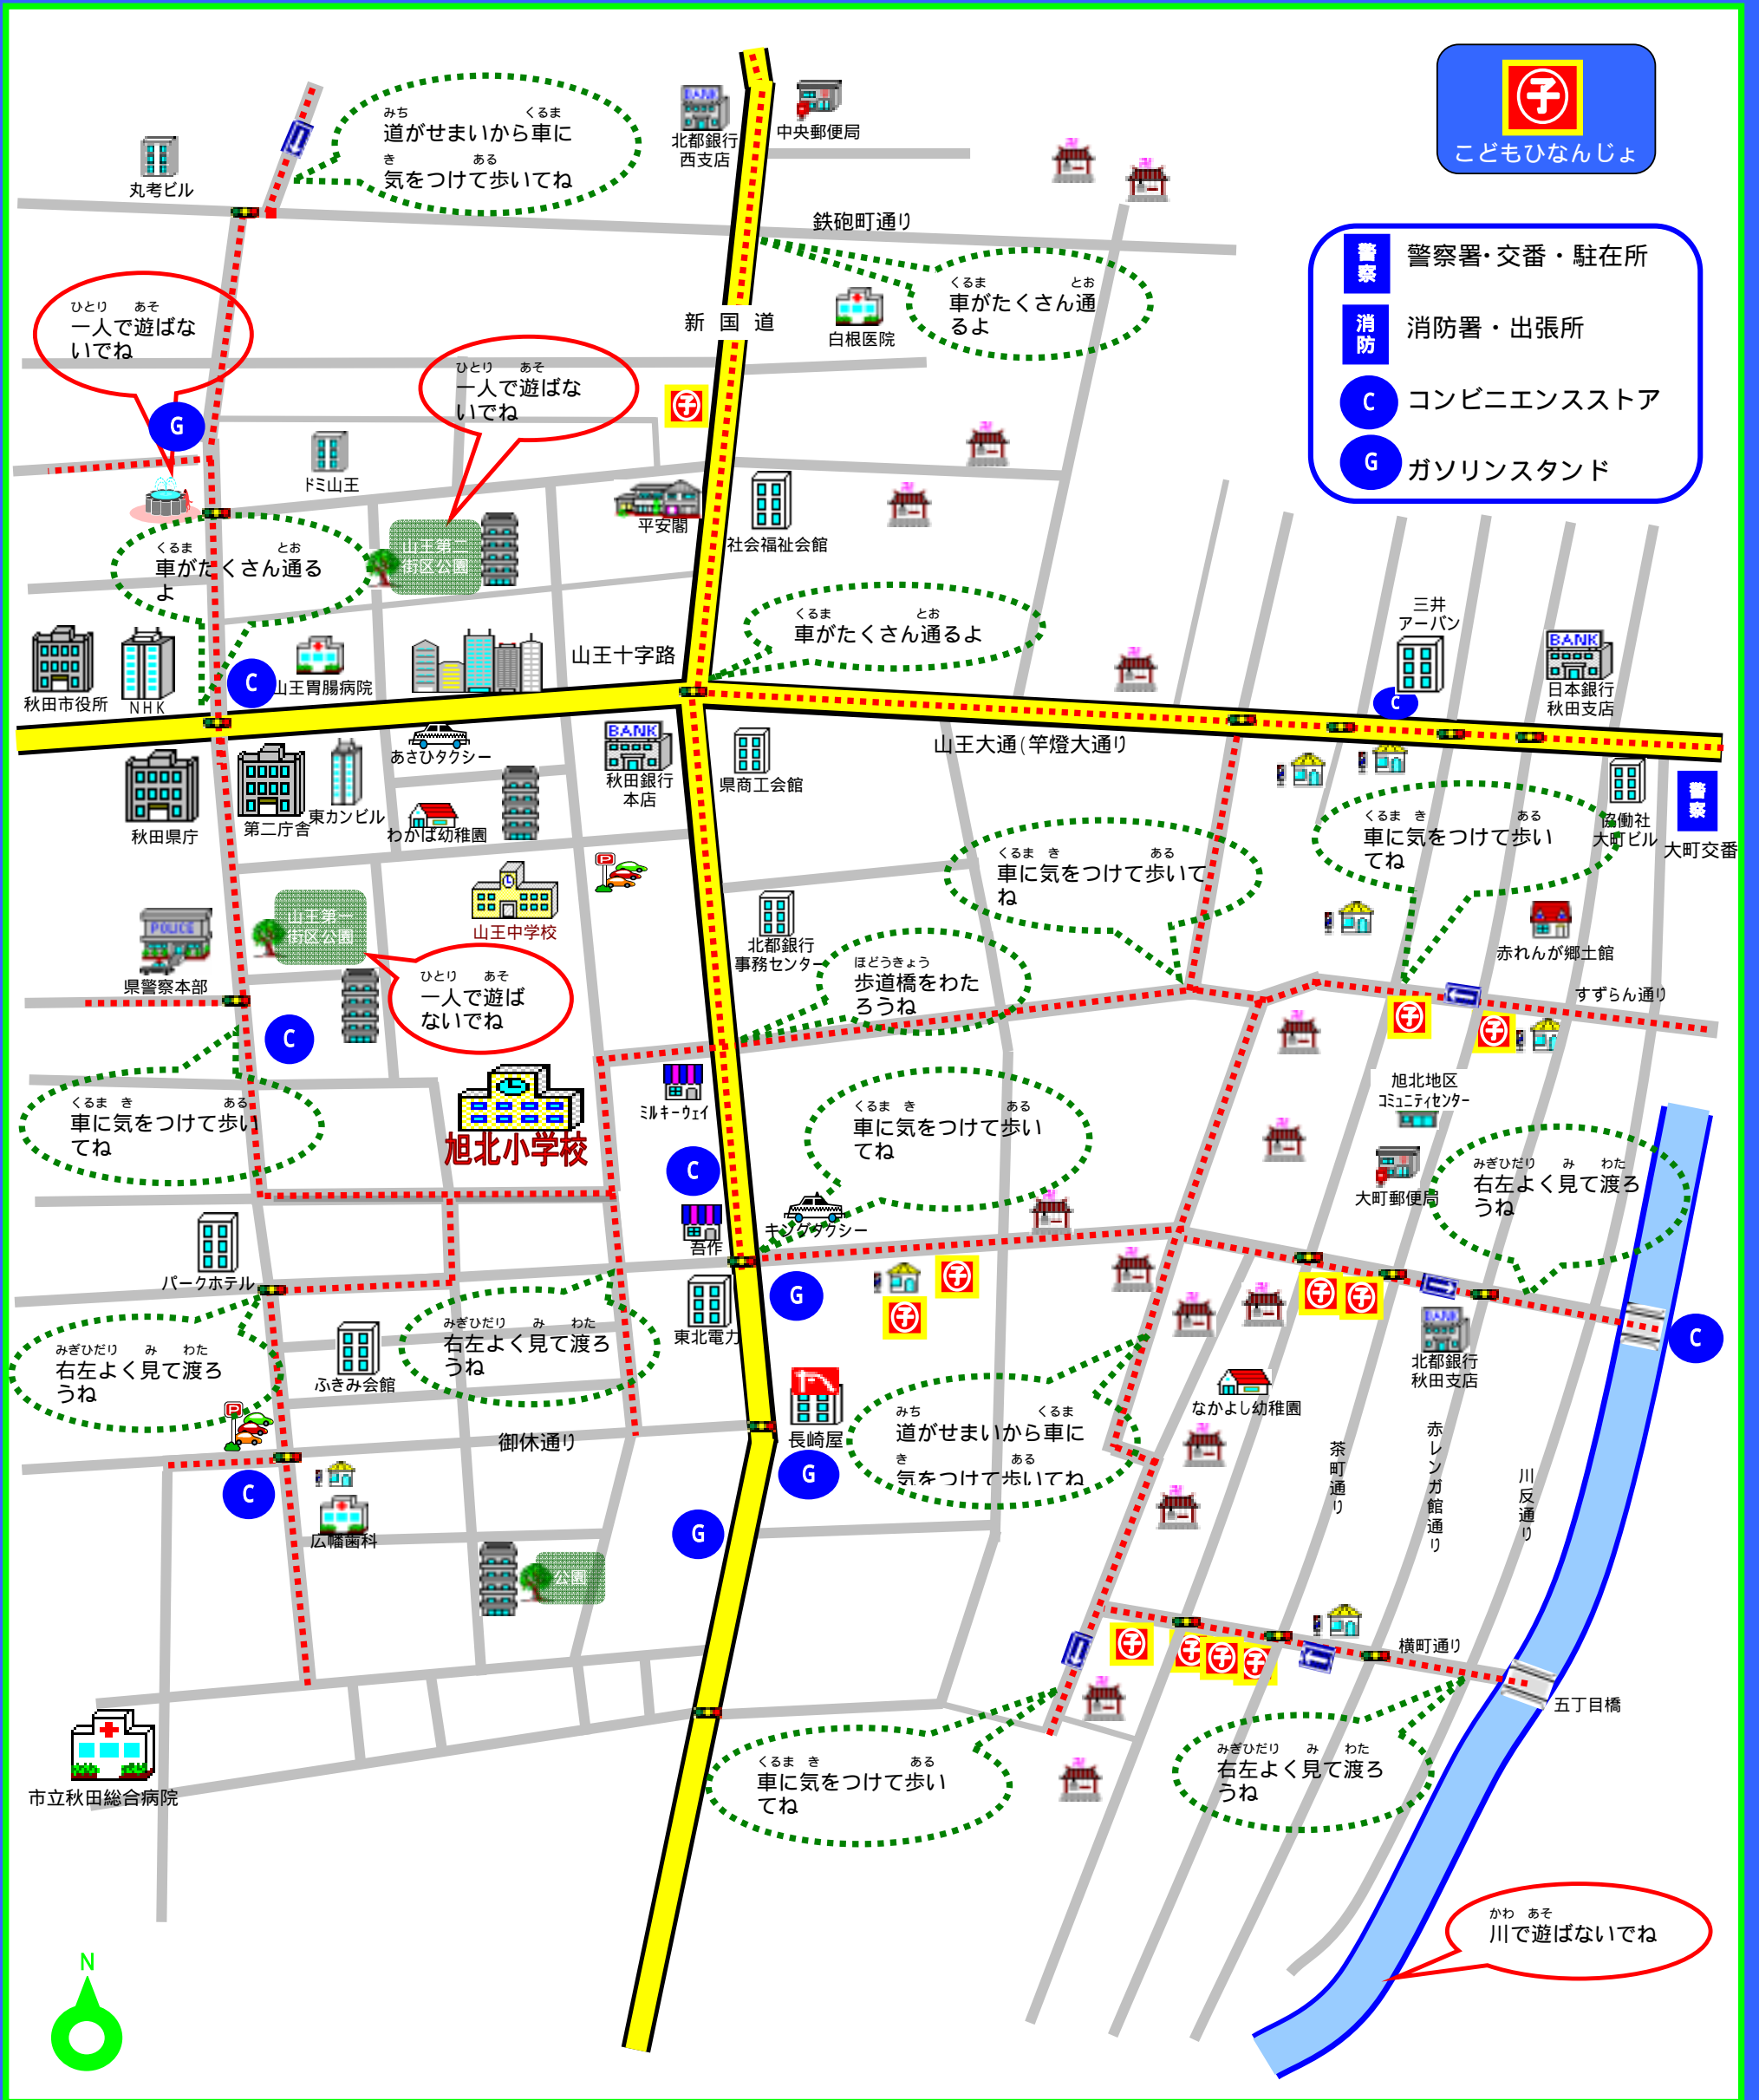 みち くるま
道がせまいから車に
き ある
気をつけて歩いてね
BANK
北都銀行
西支店
中央郵便局
子
こどもひなんじょ
丸考ビル
鉄砲町通り
警察
警察署・交番・駐在所
消防
消防署・出張所
C
コンビニエンスストア
G
ガソリンスタンド
くるま とお
車がたくさん通
るよ
新国道
白根医院
ひとり あそ
一人で遊ばな
いでね
ひとり あそ
一人で遊ばな
いでね
子
G
ドミ山王
平安閣
社会福祉会館
山王第二
街区公園
くるま とお
車がたくさん通る
よ
くるま とお
車がたくさん通るよ
三井
アーバン
山王十字路
BANK
日本銀行
秋田支店
秋田市役所
NHK
C
山王胃腸病院
C
あさひタクシー
BANK
秋田銀行
本店
県商工会館
山王大通(竿燈大通り
秋田県庁
第二庁舎
東カンビル
わかば幼稚園
協働社
大町ビル
警察
大町交番
くるま き ある
車に気をつけて歩い
てね
くるま き ある
車に気をつけて歩いて
ね
P
山王中学校
山王第一
街区公園
POLICE
県警察本部
北都銀行
事務センター
赤れんが郷土館
ひとり あそ
一人で遊ば
ないでね
ほどうきょう
歩道橋をわた
ろうね
すずらん通り
子
子
C
旭北小学校
ミルキーウェイ
旭北地区
コミュニティセンター
くるま き ある
車に気をつけて歩い
てね
くるま き ある
車に気をつけて歩い
てね
C
大町郵便局
みぎひだり み わた
右左よく見て渡ろ
うね
吾作
キングタクシー
パークホテル
G
子
子
子
子
東北電力
BANK
北都銀行
秋田支店
C
みぎひだり み わた
右左よく見て渡ろ
うね
みぎひだり み わた
右左よく見て渡ろ
うね
ふきみ会館
なかよし幼稚園
P
御休通り
長崎屋
G
みち くるま
道がせまいから車に
き ある
気をつけて歩いてね
茶町通り
赤レンガ館通り
川反通り
C
広幡歯科
G
公園
子
子
子
子
横町通り
五丁目橋
市立秋田総合病院
くるま き ある
車に気をつけて歩い
てね
みぎひだり み わた
右左よく見て渡ろ
うね
かわ あそ
川で遊ばないでね
N